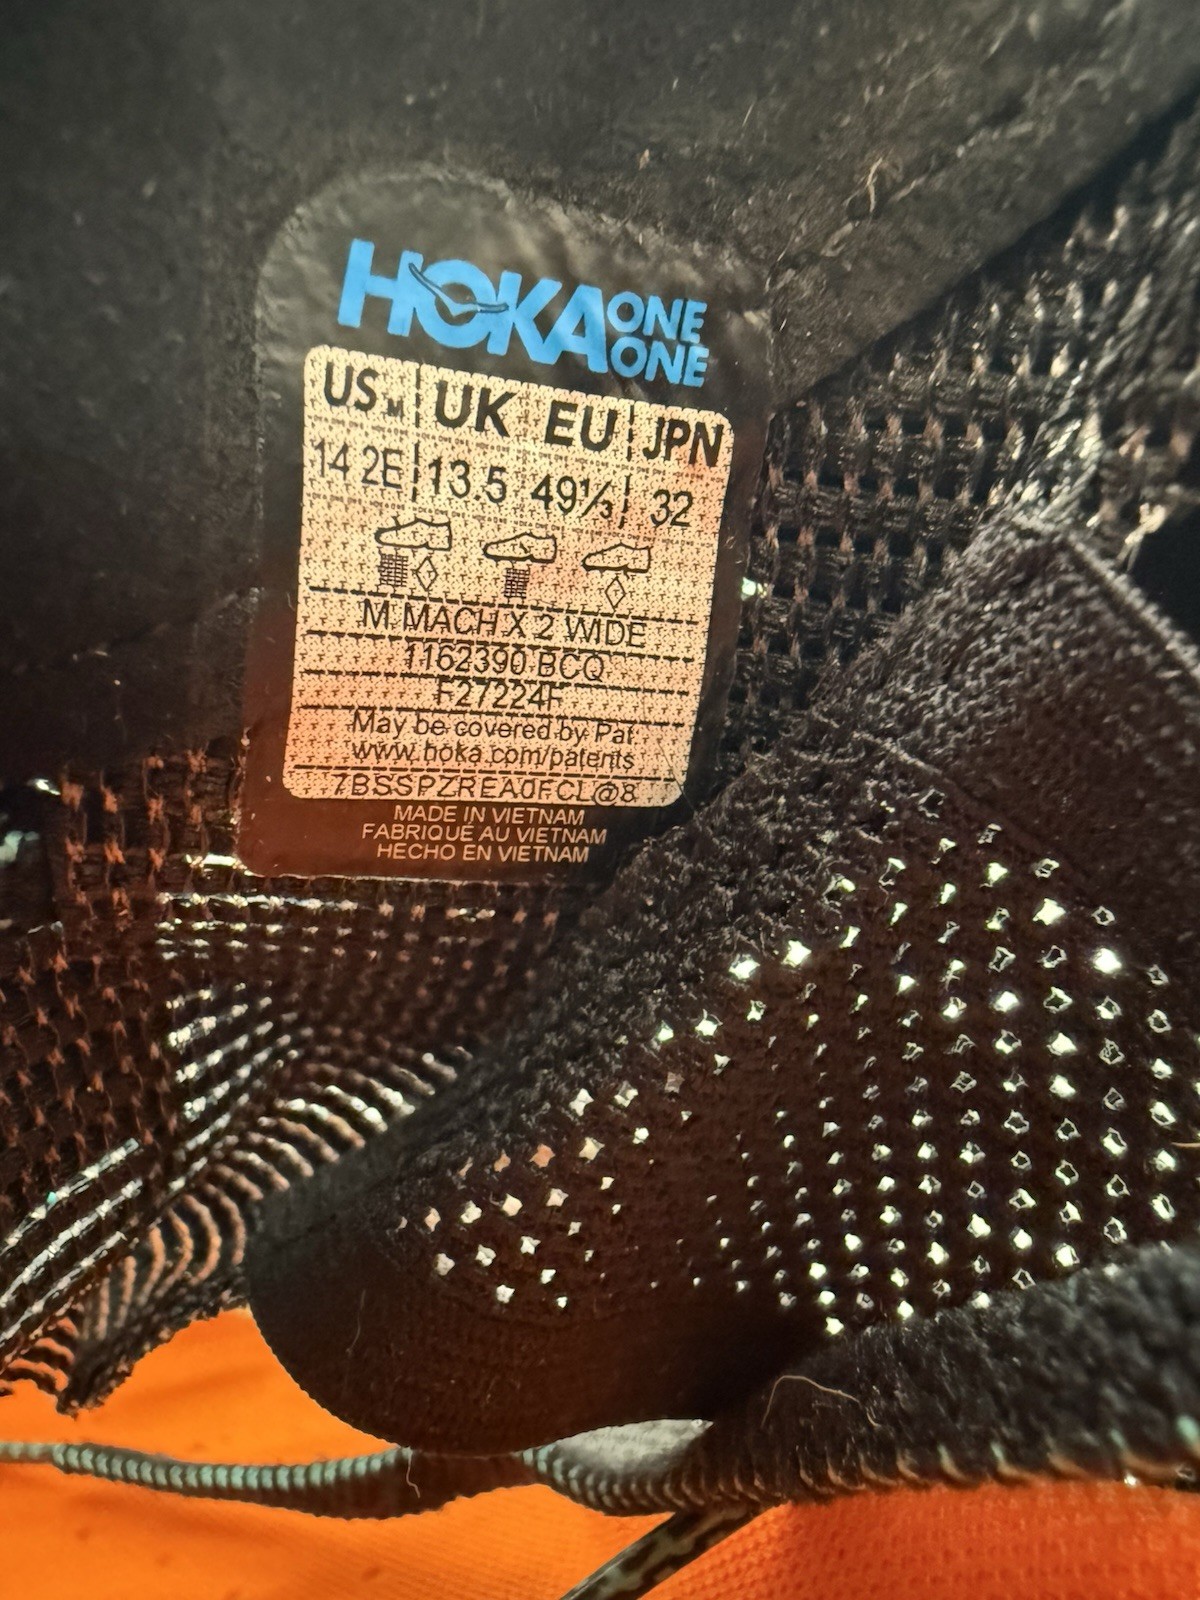 HOKA ONE ONE
US M UK EU JPN
14 2E 13.5 49⅓ 32
M MACH X 2 WIDE
1162390 BCQ
F27224F
May be covered by Pat.
www.hoka.com/patents
7BSSPZREA0FCL@8
MADE IN VIETNAM
FABRIQUÉ AU VIETNAM
HECHO EN VIETNAM